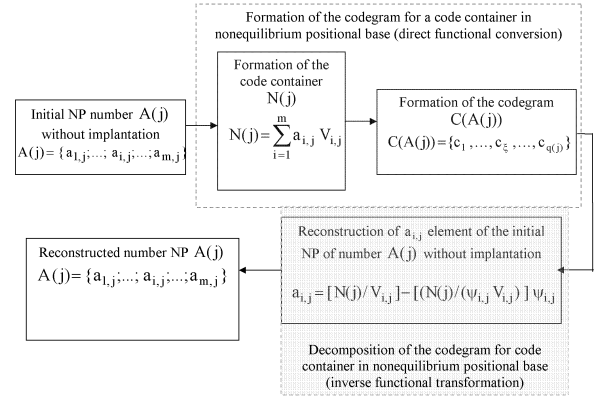 Formation of the codegram for a code container in
nonequilibrium positional base (direct functional conversion)
Formation of the
code container
N(j)
N(j)=∑_{i=1}^{m} a_{i,j} V_{i,j}
Formation of the codegram
C(A(j))
C(A(j))={c_1 ,...,c_ξ ,...,c_{q(j)} }
Initial NP number A(j)
without implantation
A(j)={a_{1,j};...; a_{i,j};...;a_{m,j}}
Reconstruction of a_{i,j} element of the initial
NP of number A(j) without implantation
a_{i,j}=[N(j)/V_{i,j}]−[(N(j)/(ψ_{i,j} V_{i,j}) ] ψ_{i,j}
Reconstructed number NP A(j)
A(j)={a_{1,j};...; a_{i,j};...;a_{m,j}}
Decomposition of the codegram for code
container in nonequilibrium positional base
(inverse functional transformation)